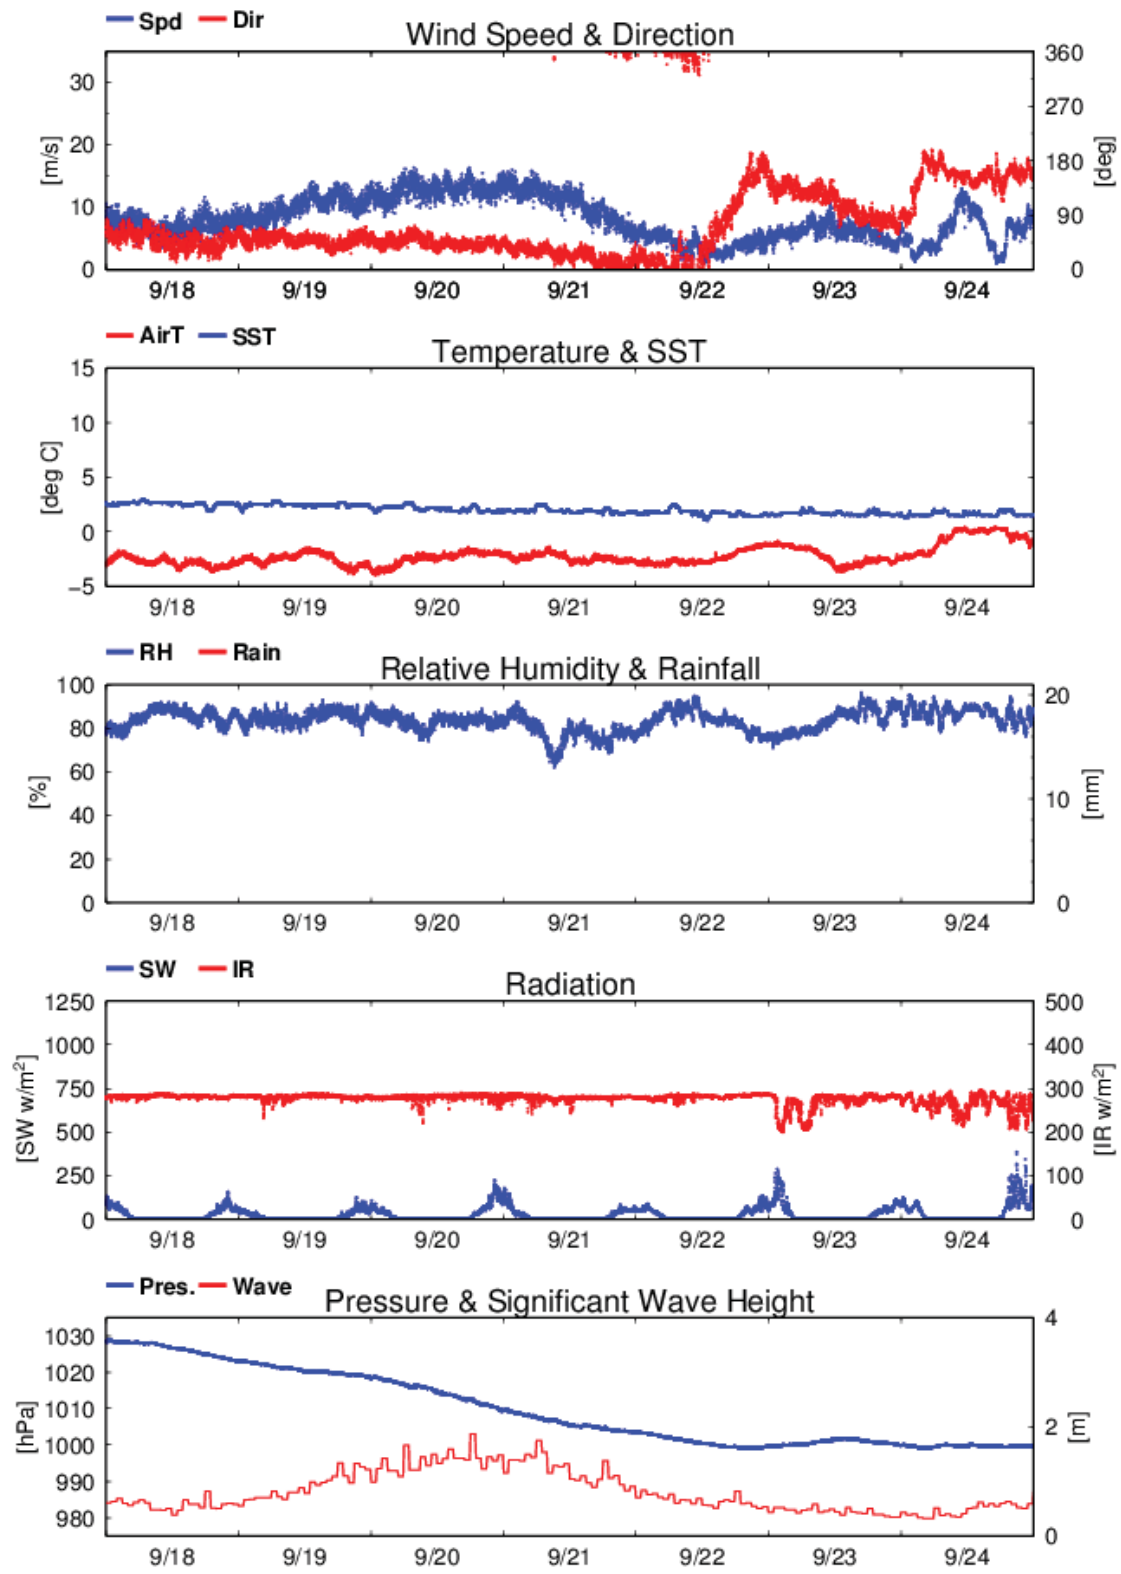 Spd Dir
Wind Speed & Direction
30
20
10
0
[m/s]
360
270
180
90
0
[deg]
9/18 9/19 9/20 9/21 9/22 9/23 9/24
AirT SST
Temperature & SST
15
10
5
0
−5
[deg C]
9/18 9/19 9/20 9/21 9/22 9/23 9/24
RH Rain
Relative Humidity & Rainfall
100
80
60
40
20
0
[%]
20
10
0
[mm]
9/18 9/19 9/20 9/21 9/22 9/23 9/24
SW IR
Radiation
1250
1000
750
500
250
0
[SW w/m²]
500
400
300
200
100
0
[IR w/m²]
9/18 9/19 9/20 9/21 9/22 9/23 9/24
Pres. Wave
Pressure & Significant Wave Height
1030
1020
1010
1000
990
980
[hPa]
4
2
0
[m]
9/18 9/19 9/20 9/21 9/22 9/23 9/24